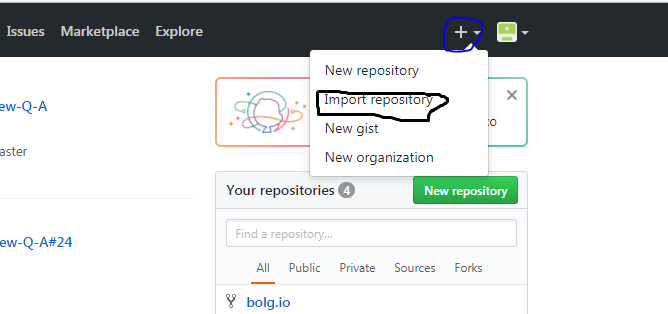 Issues Marketplace Explore
New repository
Import repository
New gist
New organization
ew-Q-A
aster
Your repositories 4 New repository
Find a repository...
ew-Q-A#24
All Public Private Sources Forks
bolg.io